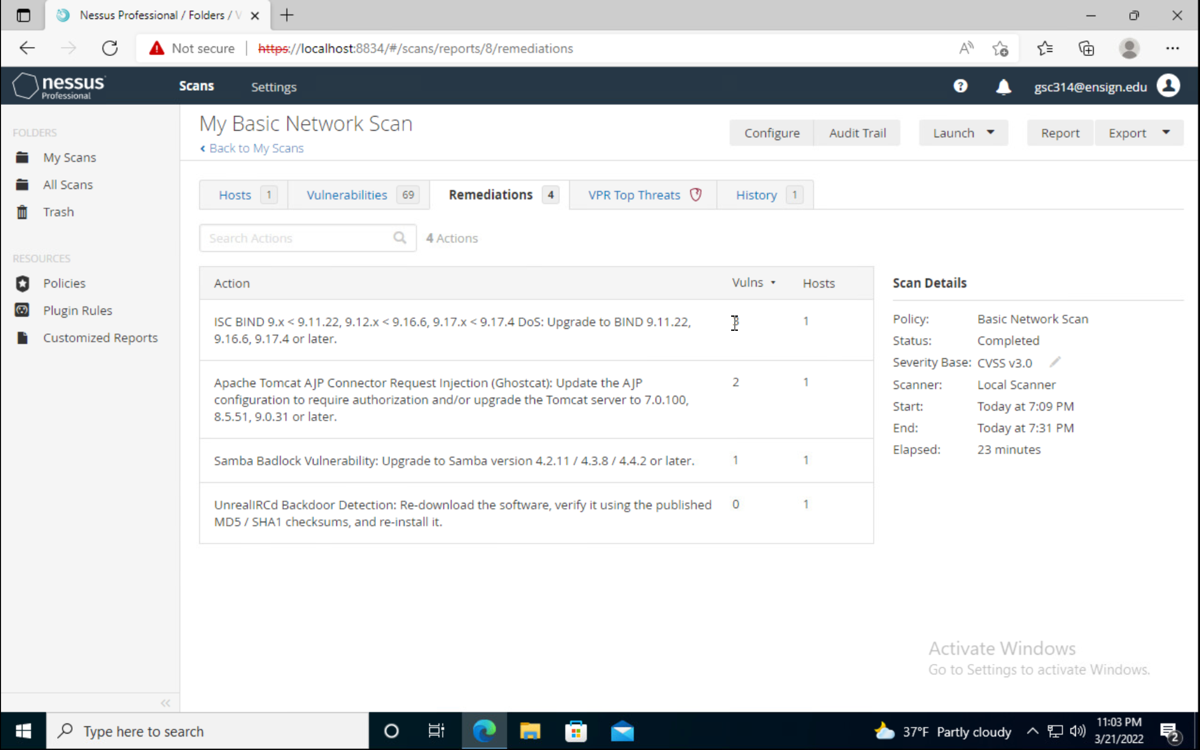 Nessus Professional / Folders / V
Not secure
https://localhost:8834/#/scans/reports/8/remediations
nessus
Professional
Scans
Settings
gsc314@ensign.edu
FOLDERS
My Scans
All Scans
Trash
RESOURCES
Policies
Plugin Rules
Customized Reports
My Basic Network Scan
Back to My Scans
Configure
Audit Trail
Launch
Report
Export
Hosts 1
Vulnerabilities 69
Remediations 4
VPR Top Threats
History 1
Search Actions
4 Actions
Action Vulns Hosts
ISC BIND 9.x < 9.11.22, 9.12.x < 9.16.6, 9.17.x < 9.17.4 DoS: Upgrade to BIND 9.11.22, 1
9.16.6, 9.17.4 or later.
Apache Tomcat AJP Connector Request Injection (Ghostcat): Update the AJP 2 1
configuration to require authorization and/or upgrade the Tomcat server to 7.0.100,
8.5.51, 9.0.31 or later.
Samba Badlock Vulnerability: Upgrade to Samba version 4.2.11 / 4.3.8 / 4.4.2 or later. 1 1
UnrealIRCd Backdoor Detection: Re-download the software, verify it using the published 0 1
MD5 / SHA1 checksums, and re-install it.
Scan Details
Policy: Basic Network Scan
Status: Completed
Severity Base: CVSS v3.0
Scanner: Local Scanner
Start: Today at 7:09 PM
End: Today at 7:31 PM
Elapsed: 23 minutes
Activate Windows
Go to Settings to activate Windows.
Type here to search
37°F Partly cloudy
11:03 PM
3/21/2022
2